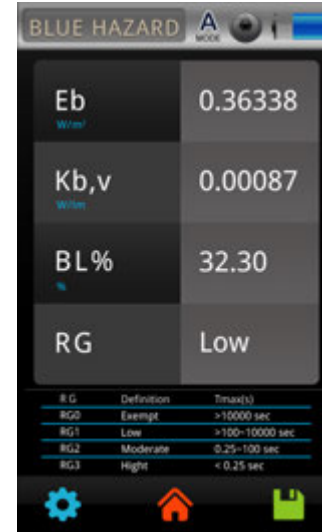 BLUE HAZARD A
MODE
Eb 0.36338
W/m²
Kb,v 0.00087
W/lm
BL% 32.30
%
RG Low
RG Definition Tmax(s)
RG0 Exempt >10000 sec
RG1 Low >100~10000 sec
RG2 Moderate 0.25~100 sec
RG3 Hight < 0.25 sec